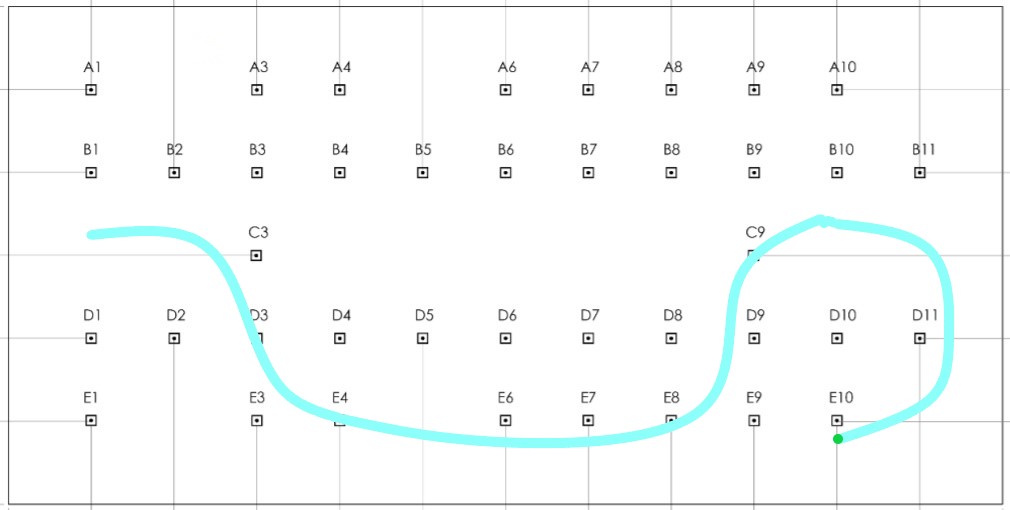 A1 A3 A4 A6 A7 A8 A9 A10
B1 B2 B3 B4 B5 B6 B7 B8 B9 B10 B11
C3 C9
D1 D2 D3 D4 D5 D6 D7 D8 D9 D10 D11
E1 E3 E4 E6 E7 E8 E9 E10